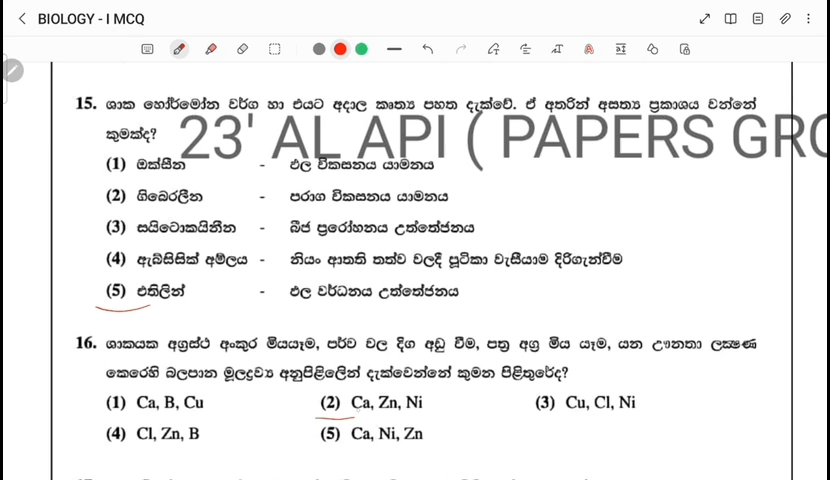 BIOLOGY - I MCQ
15. ශාක හෝර්මෝන වර්ග හා එයට අදාල කෘත්‍ය පහත දැක්වේ. ඒ අතරින් අසත්‍ය ප්‍රකාශය වන්නේ
කුමක්ද?
23' AL API ( PAPERS GRO
(1) ඔක්සීන - ඵල විකසනය යාමනය
(2) ගිබෙරලීන - පරාග විකසනය යාමනය
(3) සයිටොකයිනීන - බීජ ප්‍රරෝහනය උත්තේජනය
(4) ඇබ්සිසික් අම්ලය - නියං ආතති තත්ව වලදී පූටිකා වැසීයාම දිරිගැන්වීම
(5) එතිලින් - ඵල වර්ධනය උත්තේජනය
16. ශාකයක අග්‍රස්ථ අංකුර මියයෑම, පර්ව වල දිග අඩු වීම, පත්‍ර අග්‍ර මිය යෑම, යන ඌනතා ලක්‍ෂණ
කෙරෙහි බලපාන මූලද්‍රව්‍ය අනුපිළිලෙින් දැක්වෙන්නේ කුමන පිළිතුරේද?
(1) Ca, B, Cu (2) Ca, Zn, Ni (3) Cu, Cl, Ni
(4) Cl, Zn, B (5) Ca, Ni, Zn